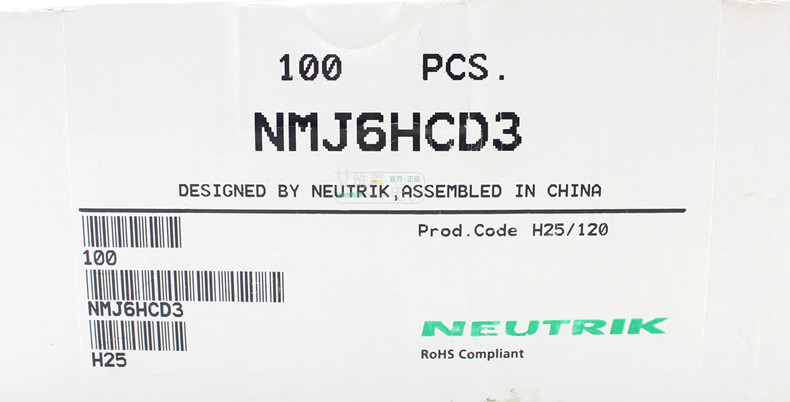 100 PCS.
NMJ6HCD3
DESIGNED BY NEUTRIK,ASSEMBLED IN CHINA
Prod.Code H25/120
100
NMJ6HCD3
H25
NEUTRIK
RoHS Compliant